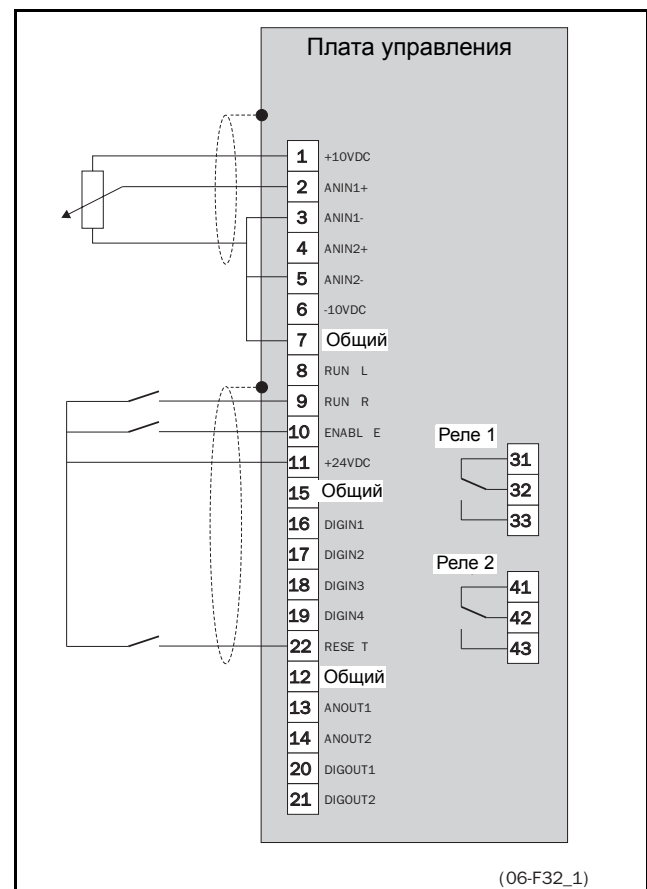 Плата управления
1 +10VDC
2 ANIN1+
3 ANIN1-
4 ANIN2+
5 ANIN2-
6 -10VDC
7 Общий
8 RUN L
9 RUN R
10 ENABL E
11 +24VDC
15 Общий
16 DIGIN1
17 DIGIN2
18 DIGIN3
19 DIGIN4
22 RESE T
12 Общий
13 ANOUT1
14 ANOUT2
20 DIGOUT1
21 DIGOUT2
Реле 1
31
32
33
Реле 2
41
42
43
(06-F32_1)